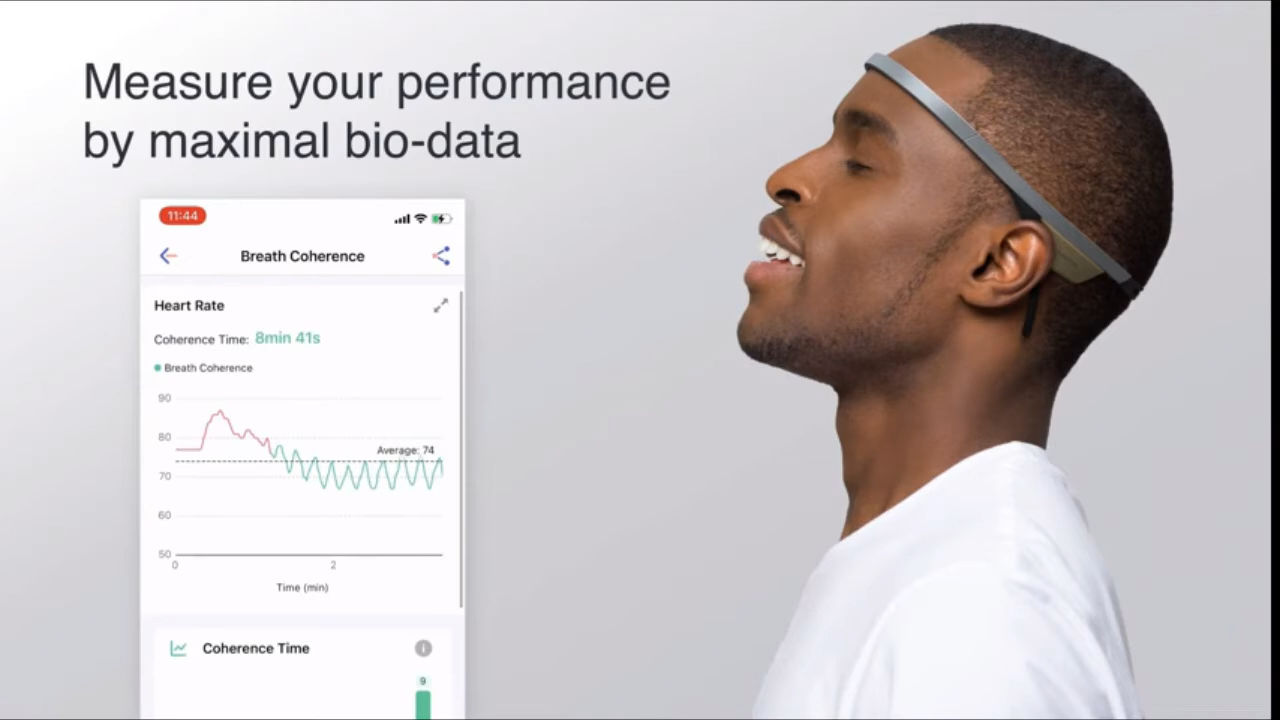 Measure your performance
by maximal bio-data
11:44
Breath Coherence
Heart Rate
Coherence Time: 8min 41s
Breath Coherence
90
80
Average: 74
70
60
50
0 2
Time (min)
Coherence Time
9